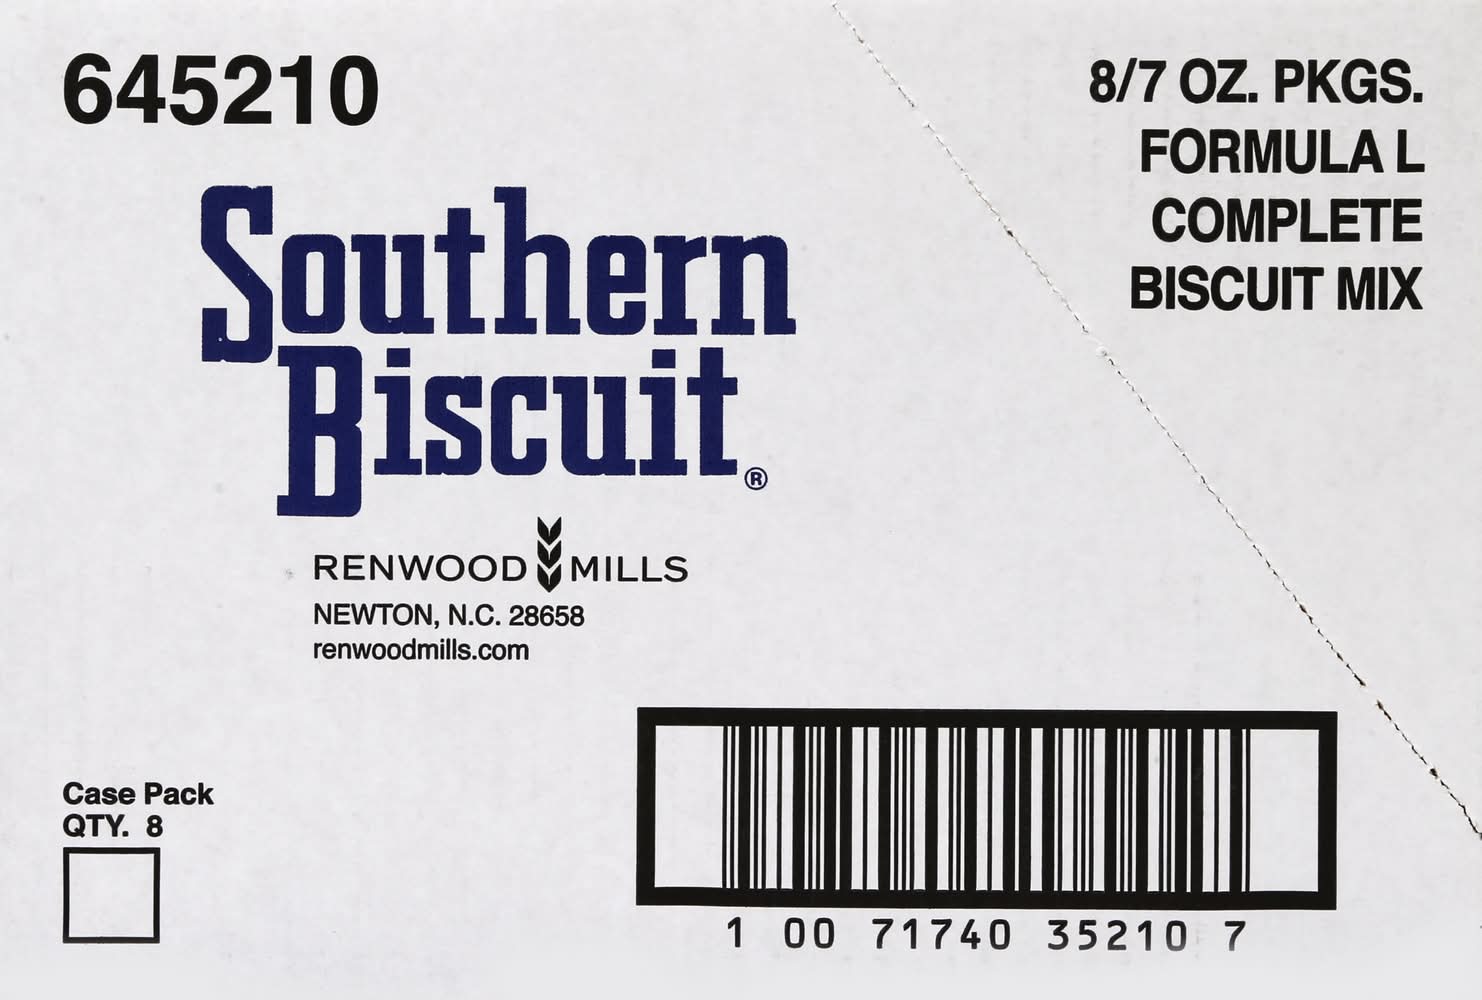 645210
8/7 OZ. PKGS.
FORMULA L
COMPLETE
BISCUIT MIX
Southern
Biscuit®
RENWOOD MILLS
NEWTON, N.C. 28658
renwoodmills.com
Case Pack
QTY. 8
1 00 71740 35210 7